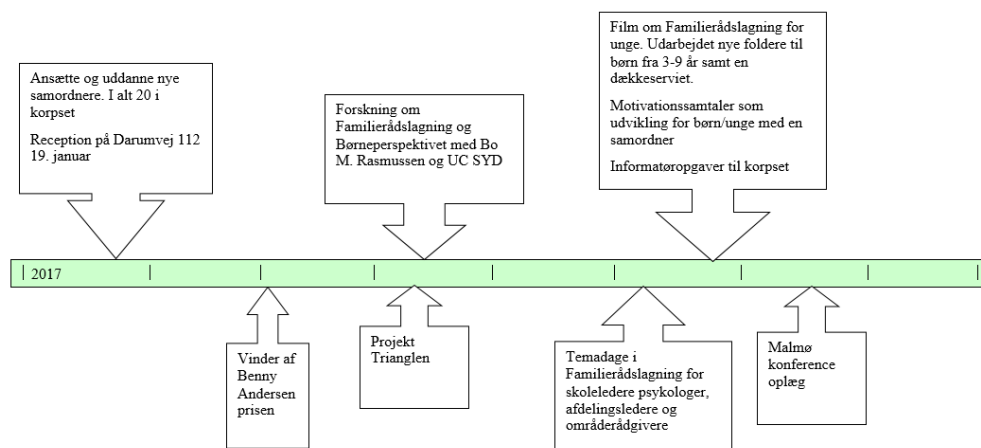 Ansætte og uddanne nye
samordnere. I alt 20 i
korpset
Reception på Darumvej 112
19. januar
Forskning om
Familierådslagning og
Børneperspektivet med Bo
M. Rasmussen og UC SYD
Film om Familierådslagning for
unge. Udarbejdet nye foldere til
børn fra 3-9 år samt en
dækkeserviet.
Motivationssamtaler som
udvikling for børn/unge med en
samordner
Informatøropgaver til korpset
2017
Vinder af
Benny
Andersen
prisen
Projekt
Trianglen
Temadage i
Familierådslagning for
skoleledere psykologer,
afdelingsledere og
områderådgivere
Malmø
konference
oplæg